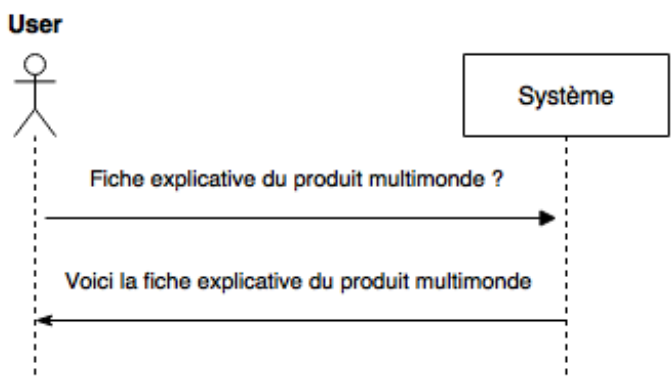 User
Système
Fiche explicative du produit multimonde ?
Voici la fiche explicative du produit multimonde